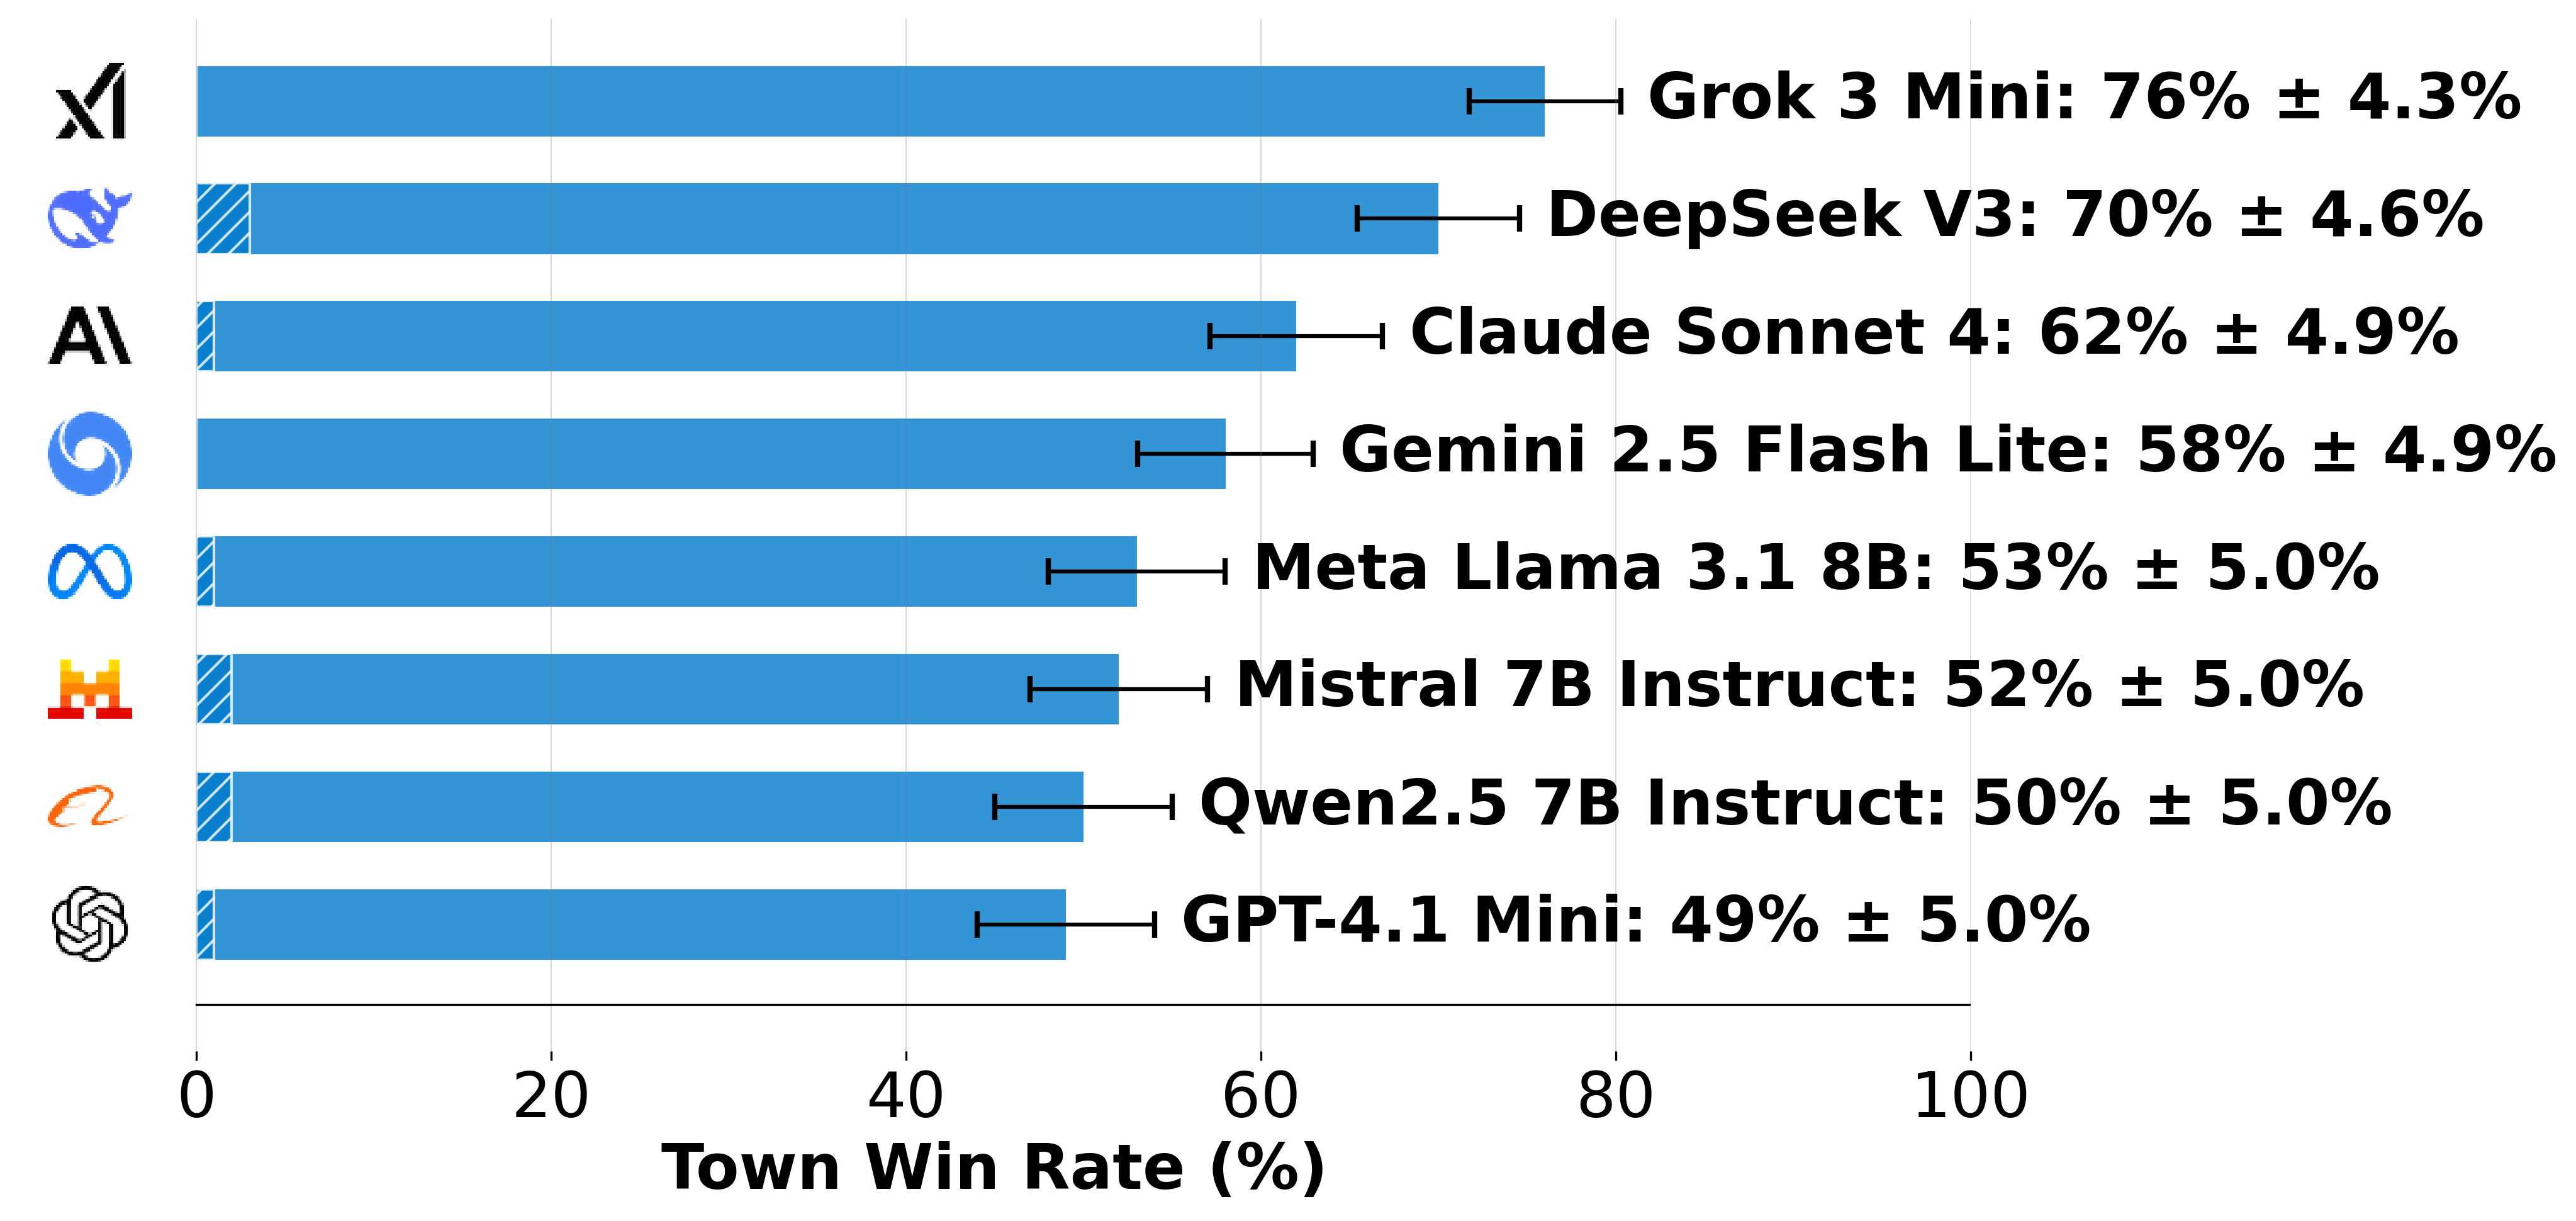 Grok 3 Mini: 76% ± 4.3%
DeepSeek V3: 70% ± 4.6%
Claude Sonnet 4: 62% ± 4.9%
Gemini 2.5 Flash Lite: 58% ± 4.9%
Meta Llama 3.1 8B: 53% ± 5.0%
Mistral 7B Instruct: 52% ± 5.0%
Qwen2.5 7B Instruct: 50% ± 5.0%
GPT-4.1 Mini: 49% ± 5.0%
0 20 40 60 80 100
Town Win Rate (%)